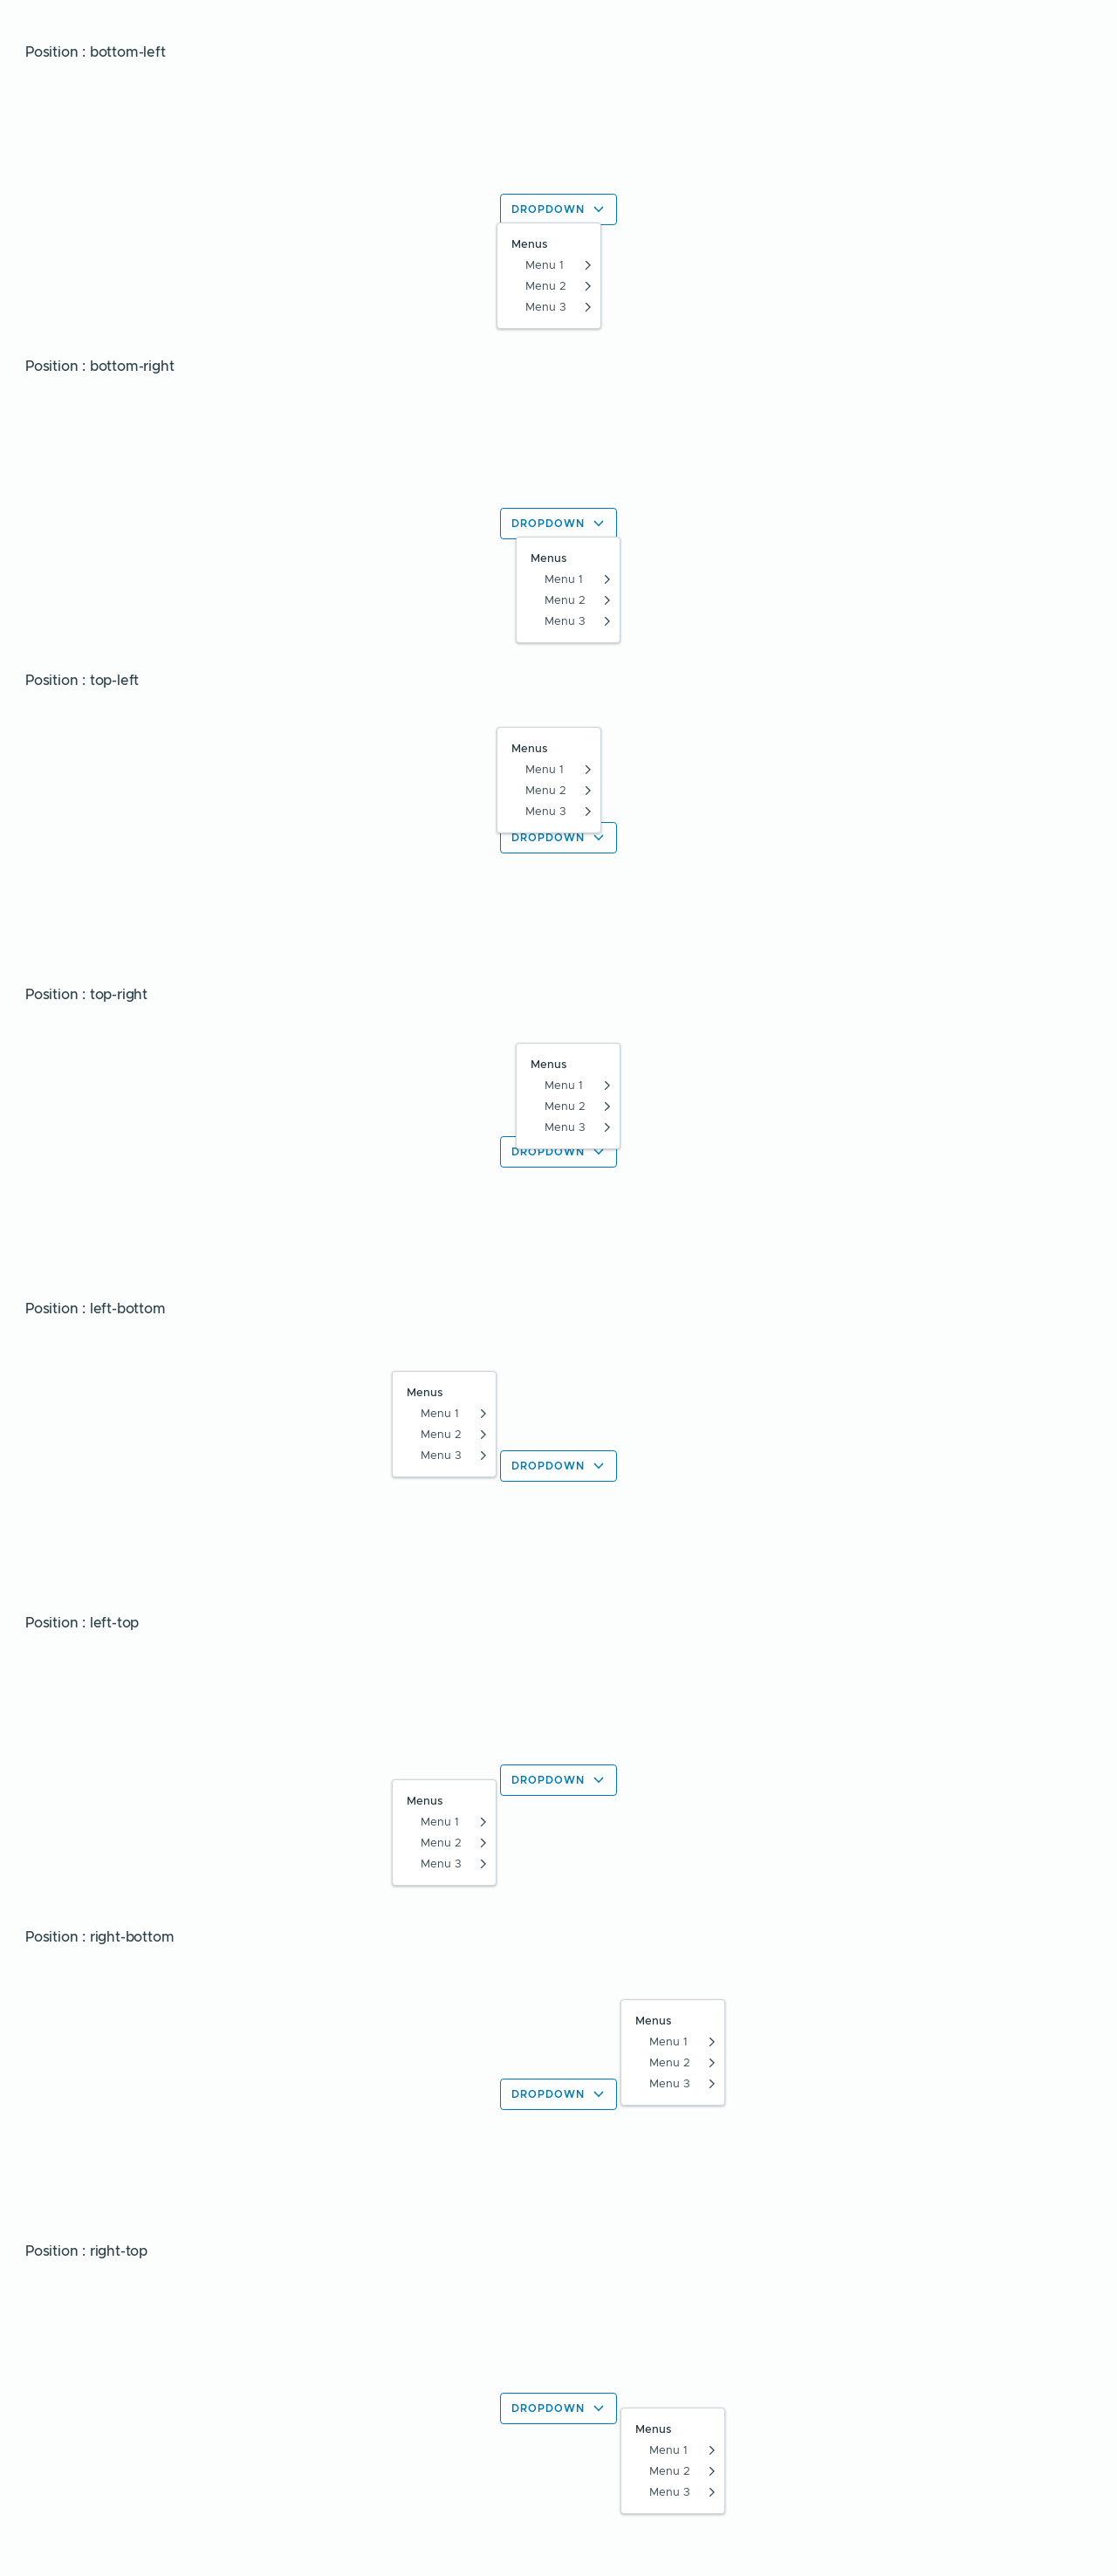 Position : bottom-left
DROPDOWN
Menus
Menu 1
Menu 2
Menu 3
Position : bottom-right
DROPDOWN
Menus
Menu 1
Menu 2
Menu 3
Position : top-left
Menus
Menu 1
Menu 2
Menu 3
DROPDOWN
Position : top-right
Menus
Menu 1
Menu 2
Menu 3
DROPDOWN
Position : left-bottom
Menus
Menu 1
Menu 2
Menu 3
DROPDOWN
Position : left-top
DROPDOWN
Menus
Menu 1
Menu 2
Menu 3
Position : right-bottom
Menus
Menu 1
Menu 2
Menu 3
DROPDOWN
Position : right-top
DROPDOWN
Menus
Menu 1
Menu 2
Menu 3